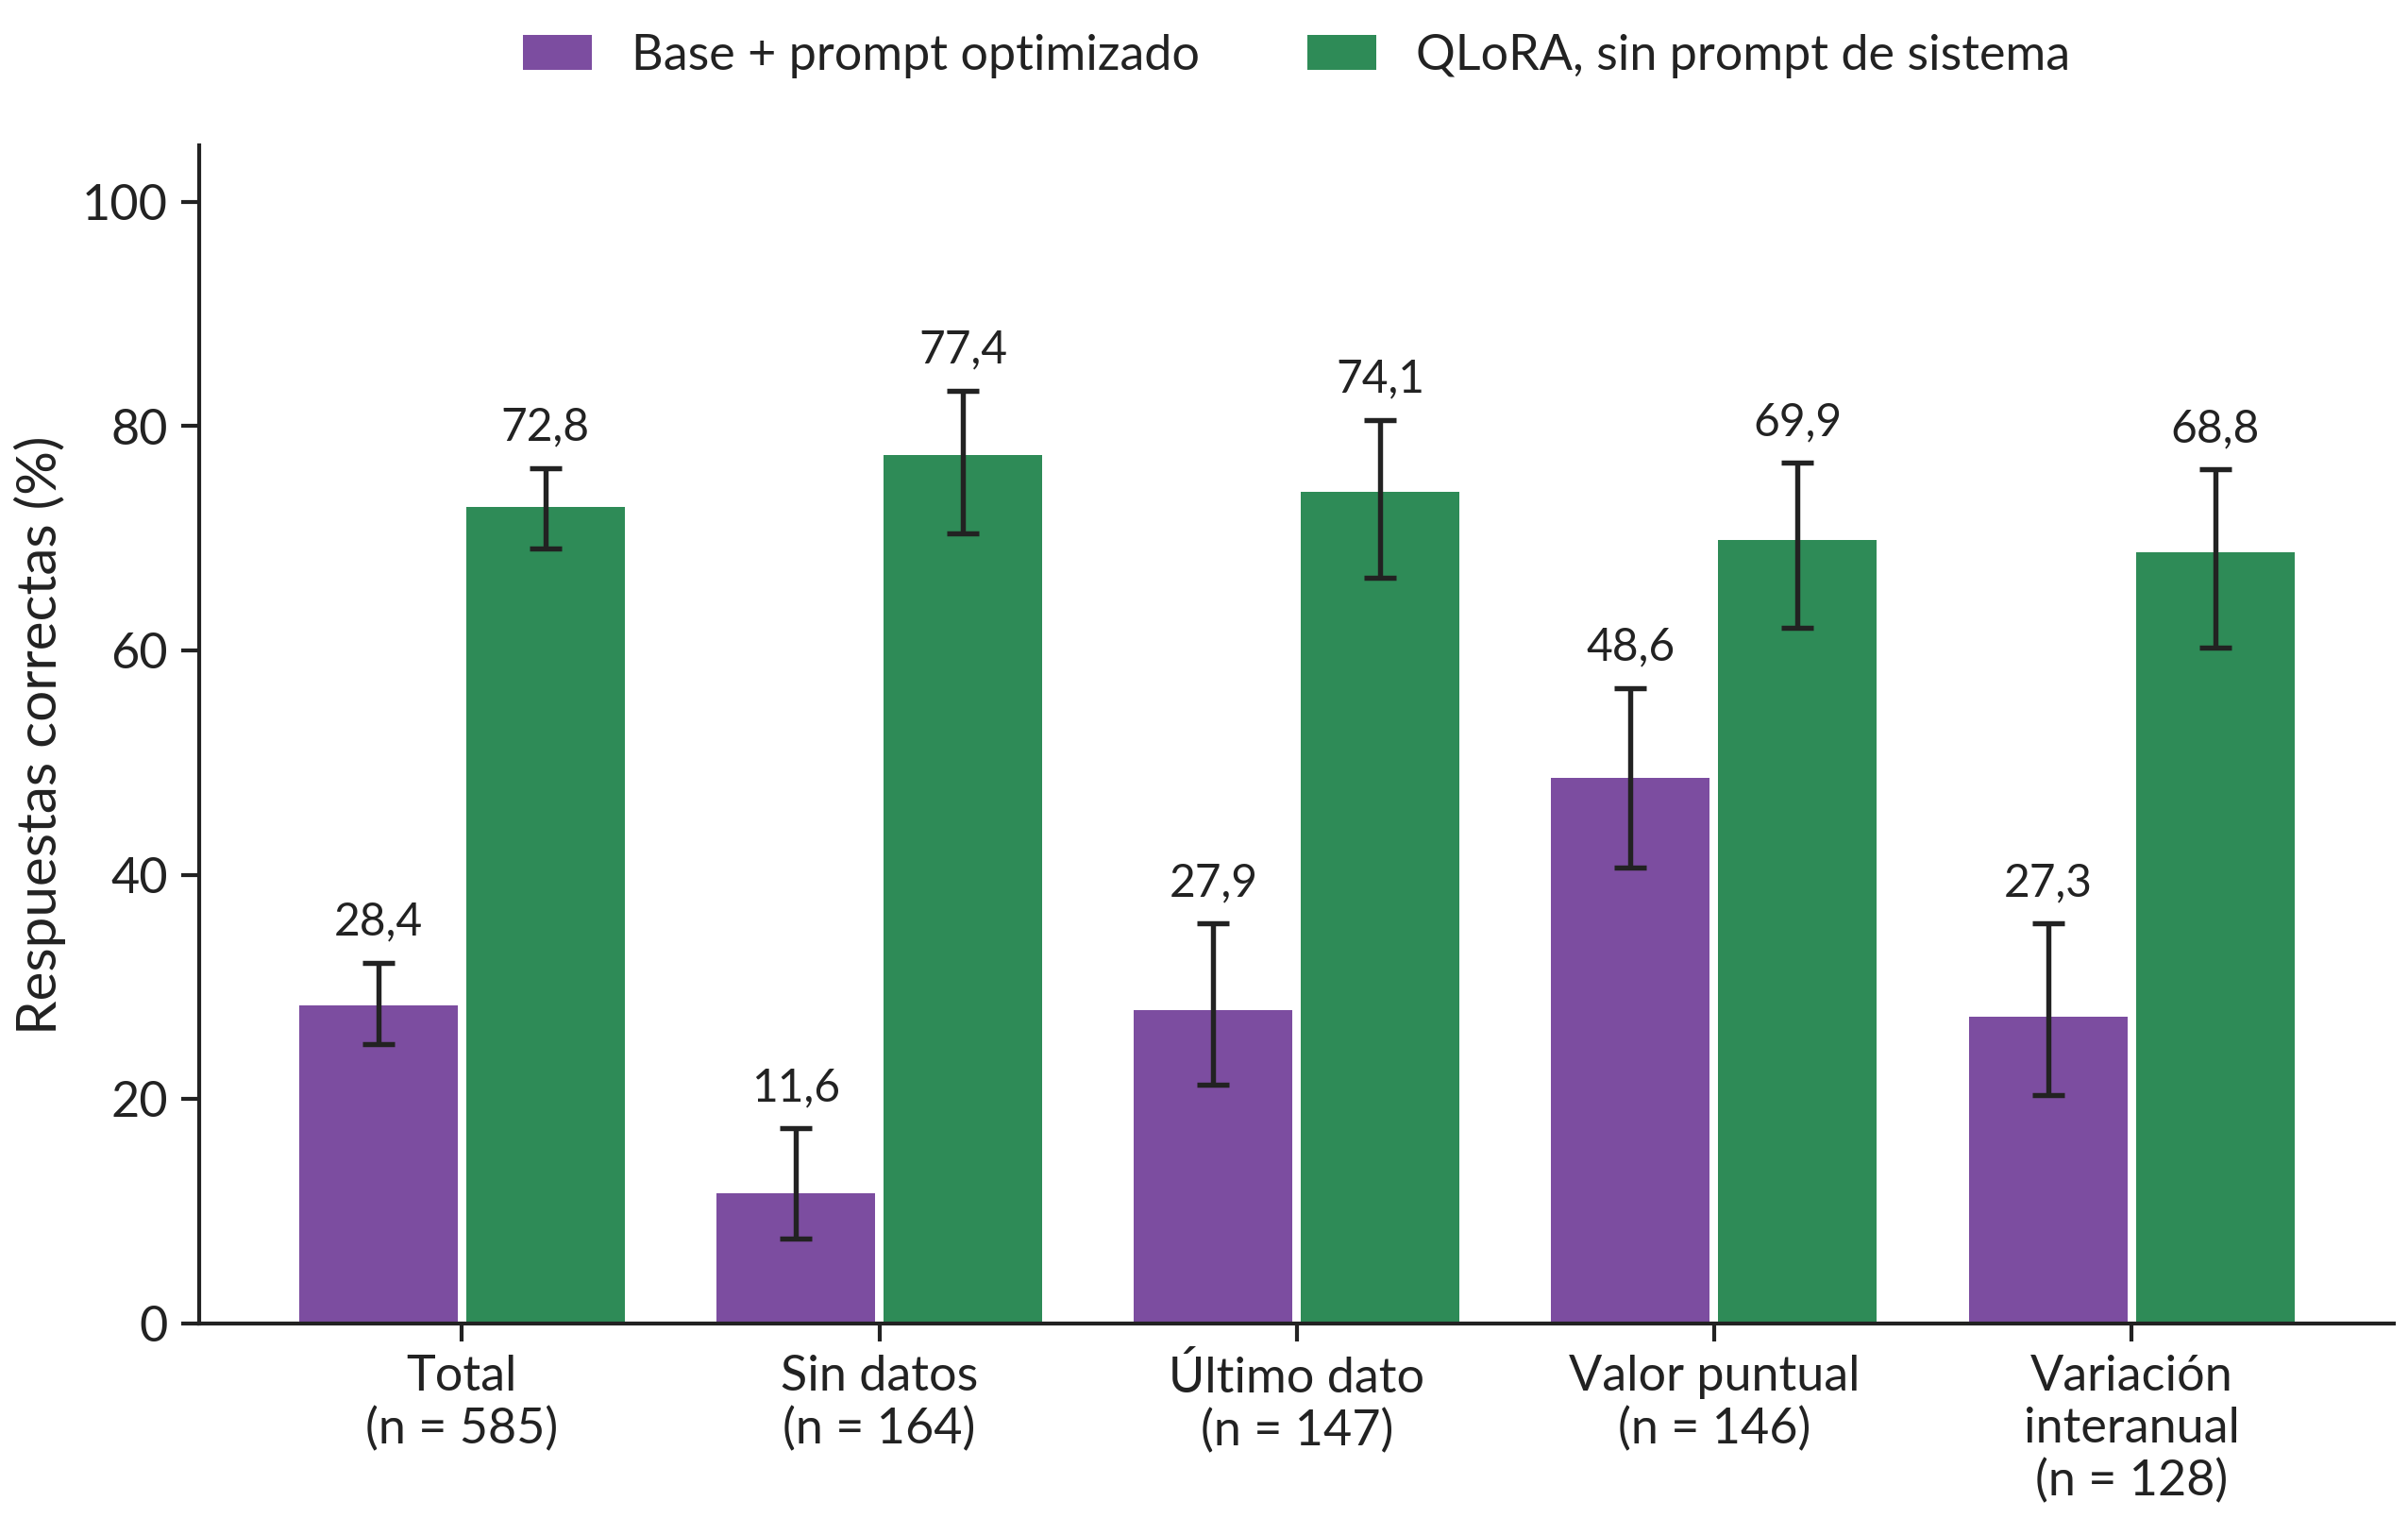 Base + prompt optimizado
QLoRA, sin prompt de sistema
Respuestas correctas (%)
100
80
60
40
20
0
28,4
72,8
11,6
77,4
27,9
74,1
48,6
69,9
27,3
68,8
Total
(n = 585)
Sin datos
(n = 164)
Último dato
(n = 147)
Valor puntual
(n = 146)
Variación
interanual
(n = 128)